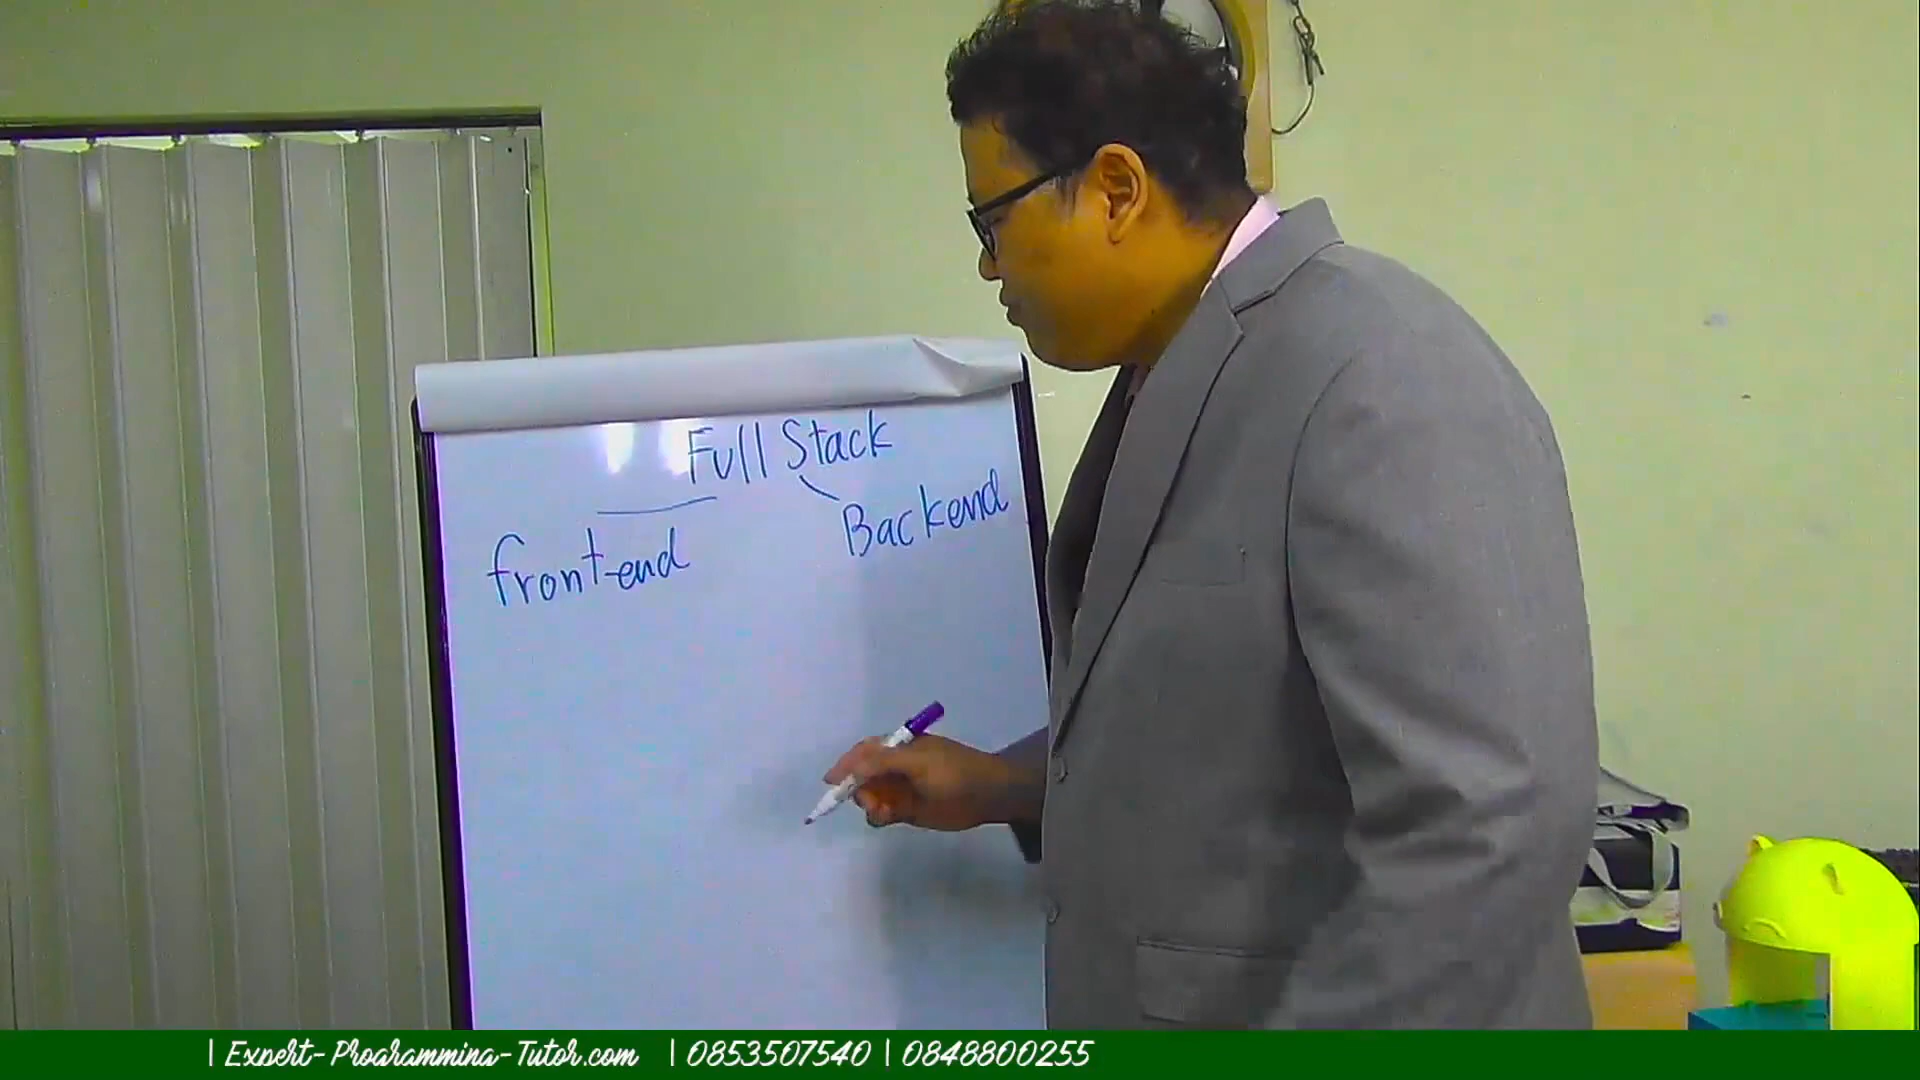 Full Stack
Backend
front-end
| Expert-Programming-Tutor.com | 0853507540 | 0848800255